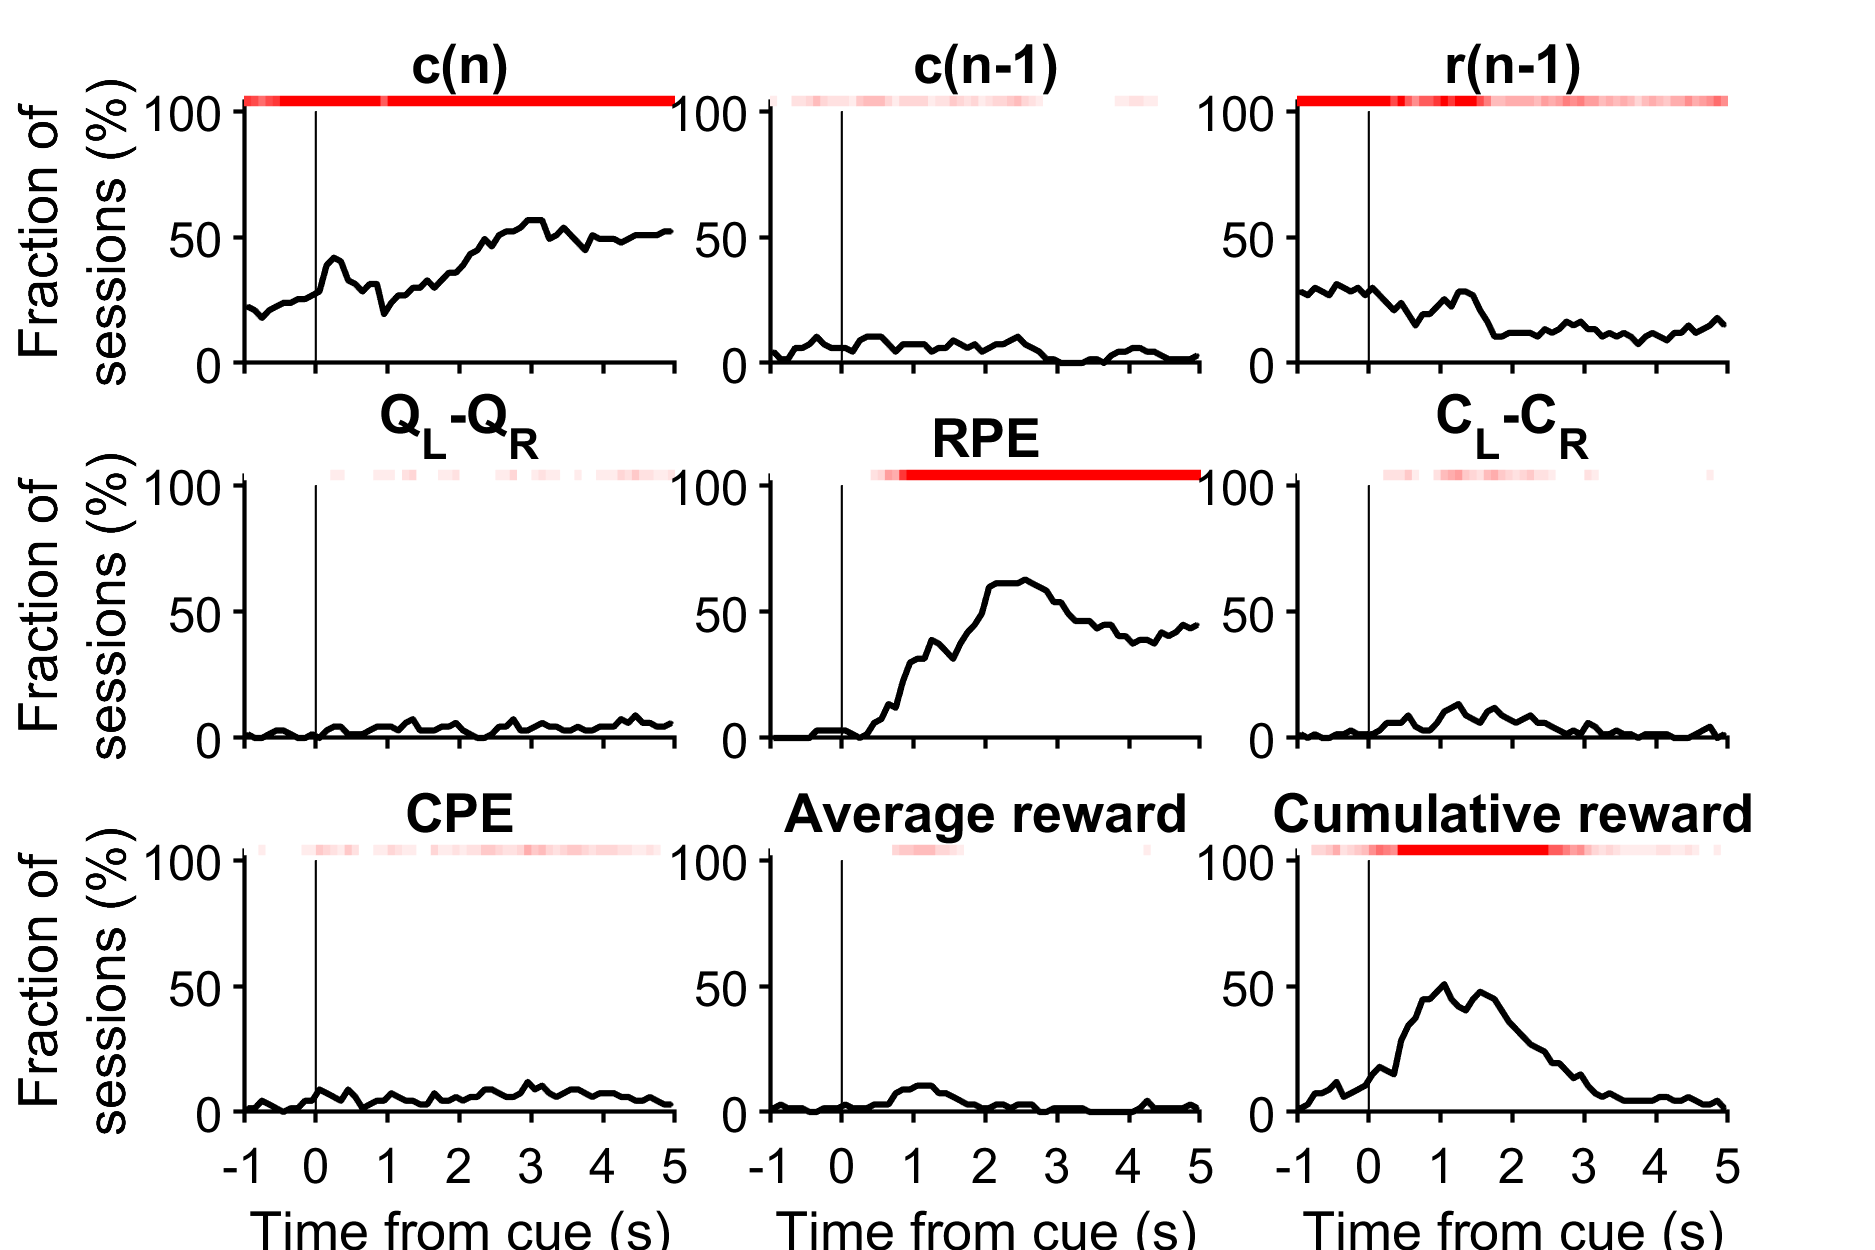 c(n) c(n-1) r(n-1)
Fraction of sessions (%)
100 50 0
100 50 0
100 50 0
Q_L-Q_R RPE C_L-C_R
Fraction of sessions (%)
100 50 0
100 50 0
100 50 0
CPE Average reward Cumulative reward
Fraction of sessions (%)
100 50 0
100 50 0
100 50 0
-1 0 1 2 3 4 5
-1 0 1 2 3 4 5
-1 0 1 2 3 4 5
Time from cue (s) Time from cue (s) Time from cue (s)